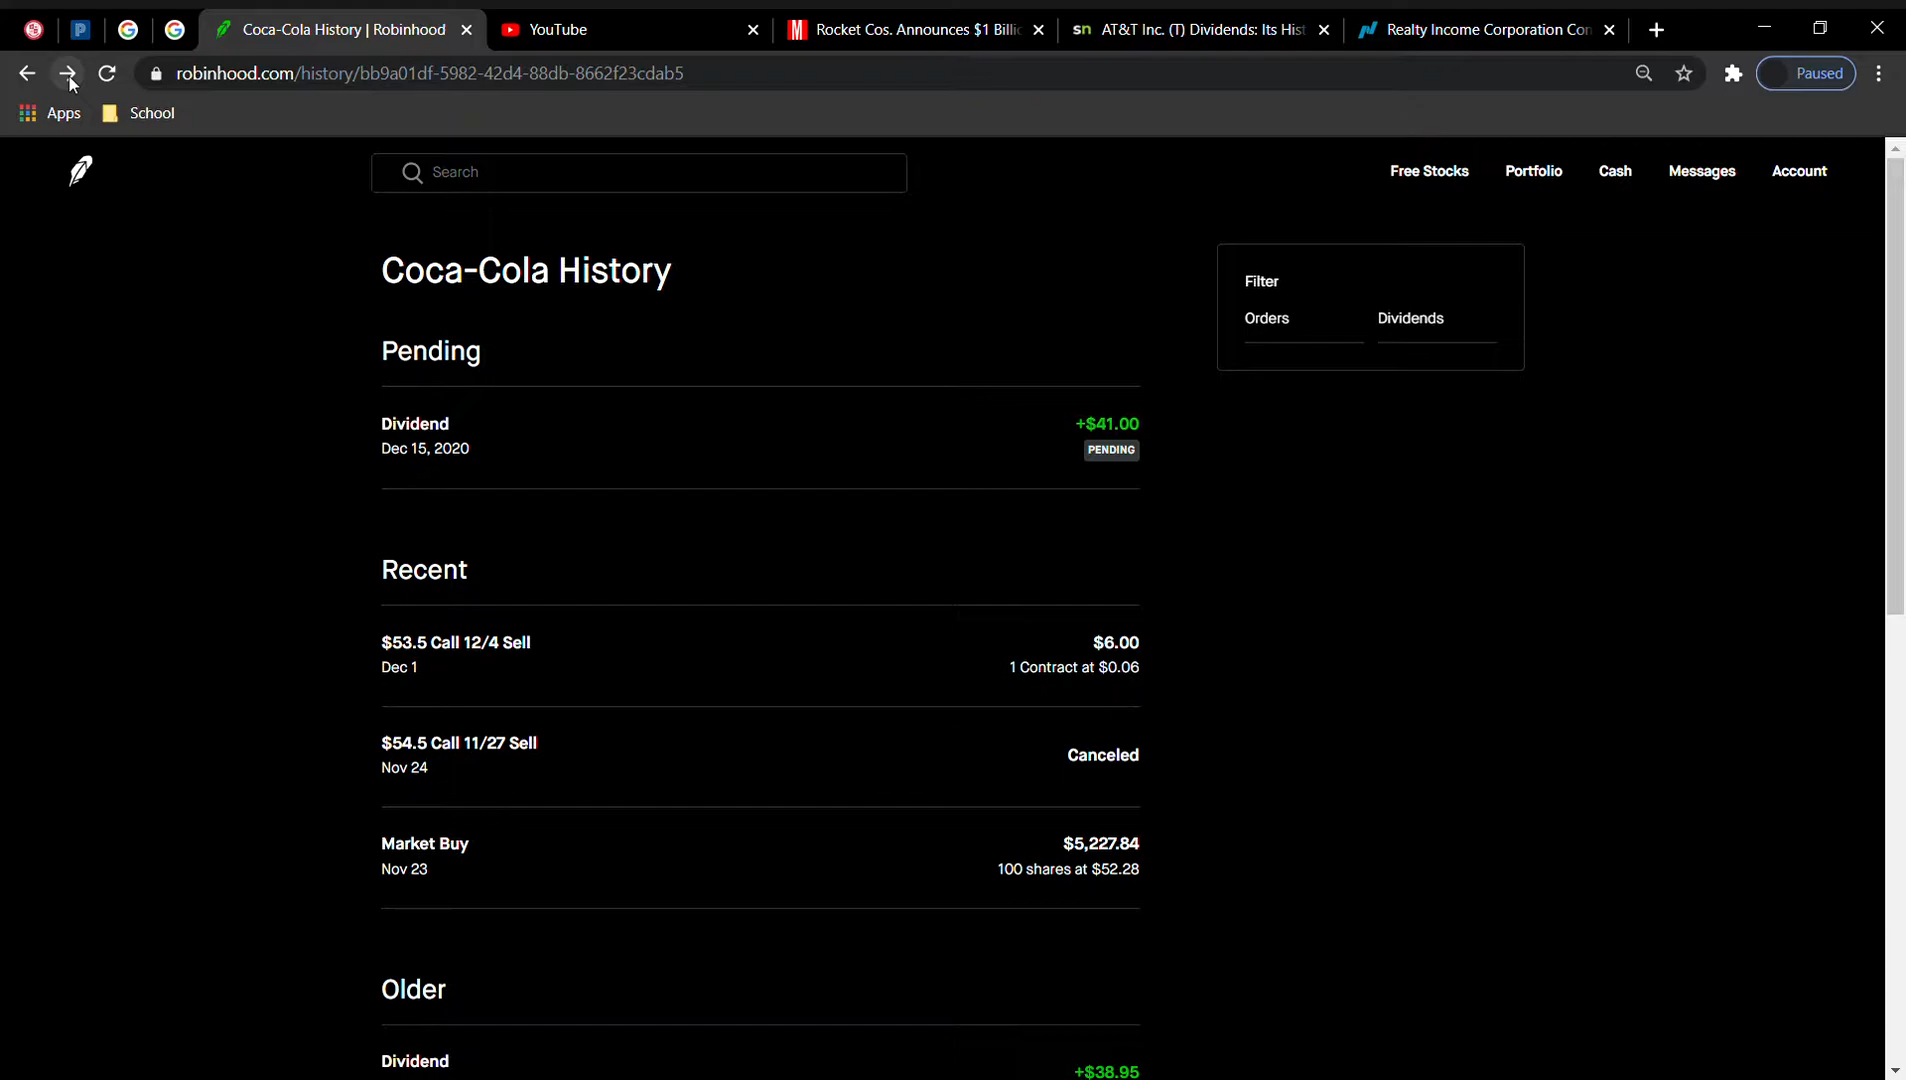 Coca-Cola History | Robinhood
YouTube
Rocket Cos. Announces $1 Billi
sn AT&T Inc. (T) Dividends: Its Hist
Realty Income Corporation Con
robinhood.com/history/bb9a01df-5982-42d4-88db-8662f23cdab5
Paused
Apps School
Search
Free Stocks Portfolio Cash Messages Account
Coca-Cola History
Filter
Orders Dividends
Pending
Dividend +$41.00
Dec 15, 2020 PENDING
Recent
$53.5 Call 12/4 Sell $6.00
Dec 1 1 Contract at $0.06
$54.5 Call 11/27 Sell
Canceled
Nov 24
Market Buy $5,227.84
Nov 23 100 shares at $52.28
Older
Dividend
+$38.95